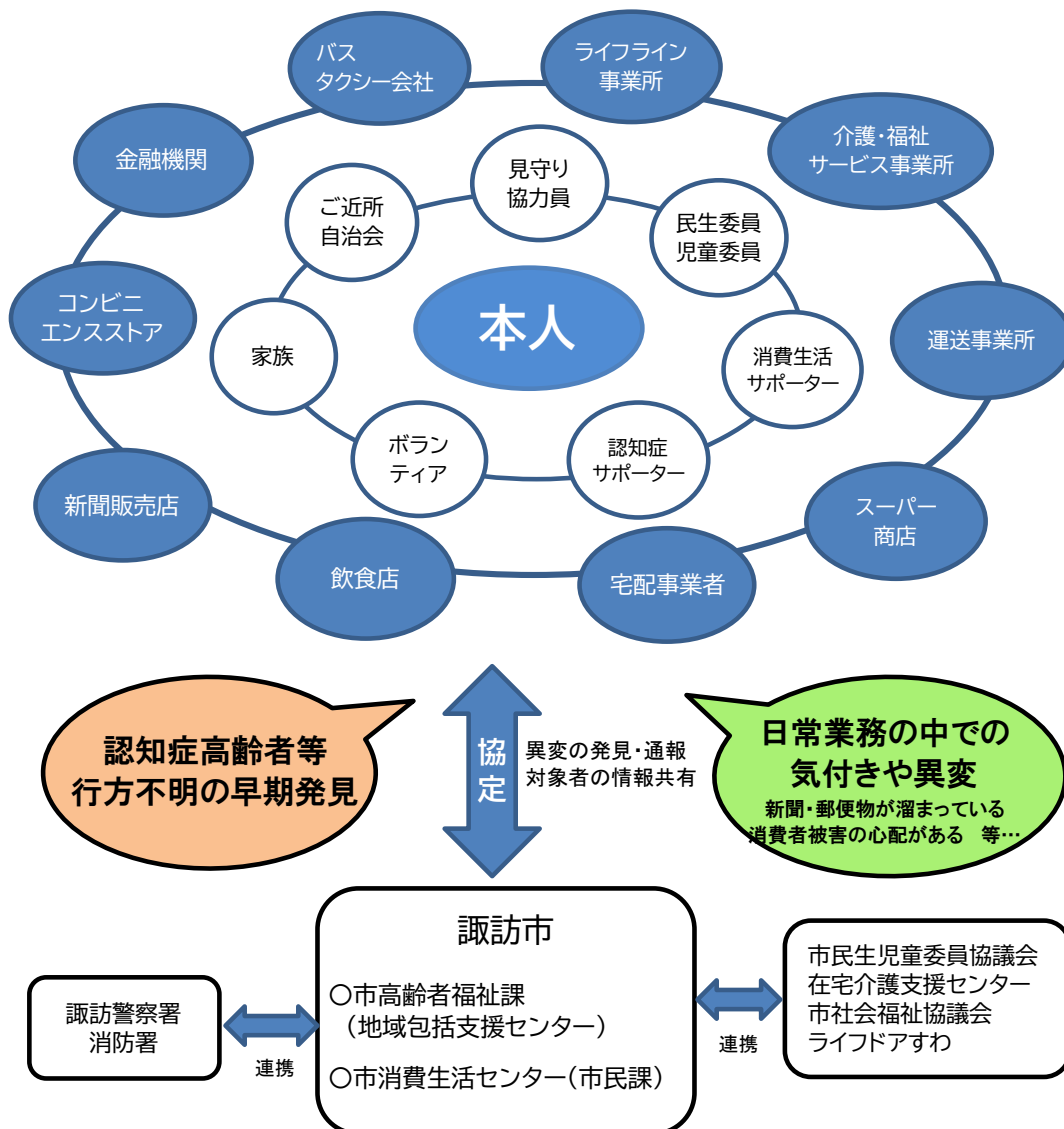 バス
タクシー会社
ライフライン
事業所
金融機関
介護・福祉
サービス事業所
見守り
協力員
ご近所
自治会
民生委員
児童委員
コンビニ
エンスストア
本人
運送事業所
家族
消費生活
サポーター
ボラン
ティア
認知症
サポーター
新聞販売店
スーパー
商店
飲食店
宅配事業者
認知症高齢者等
行方不明の早期発見
協定
異変の発見・通報
対象者の情報共有
日常業務の中での
気付きや異変
新聞・郵便物が溜まっている
消費者被害の心配がある　等…
諏訪警察署
消防署
連携
諏訪市
○市高齢者福祉課
（地域包括支援センター）
○市消費生活センター（市民課）
連携
市民生児童委員協議会
在宅介護支援センター
市社会福祉協議会
ライフドアすわ